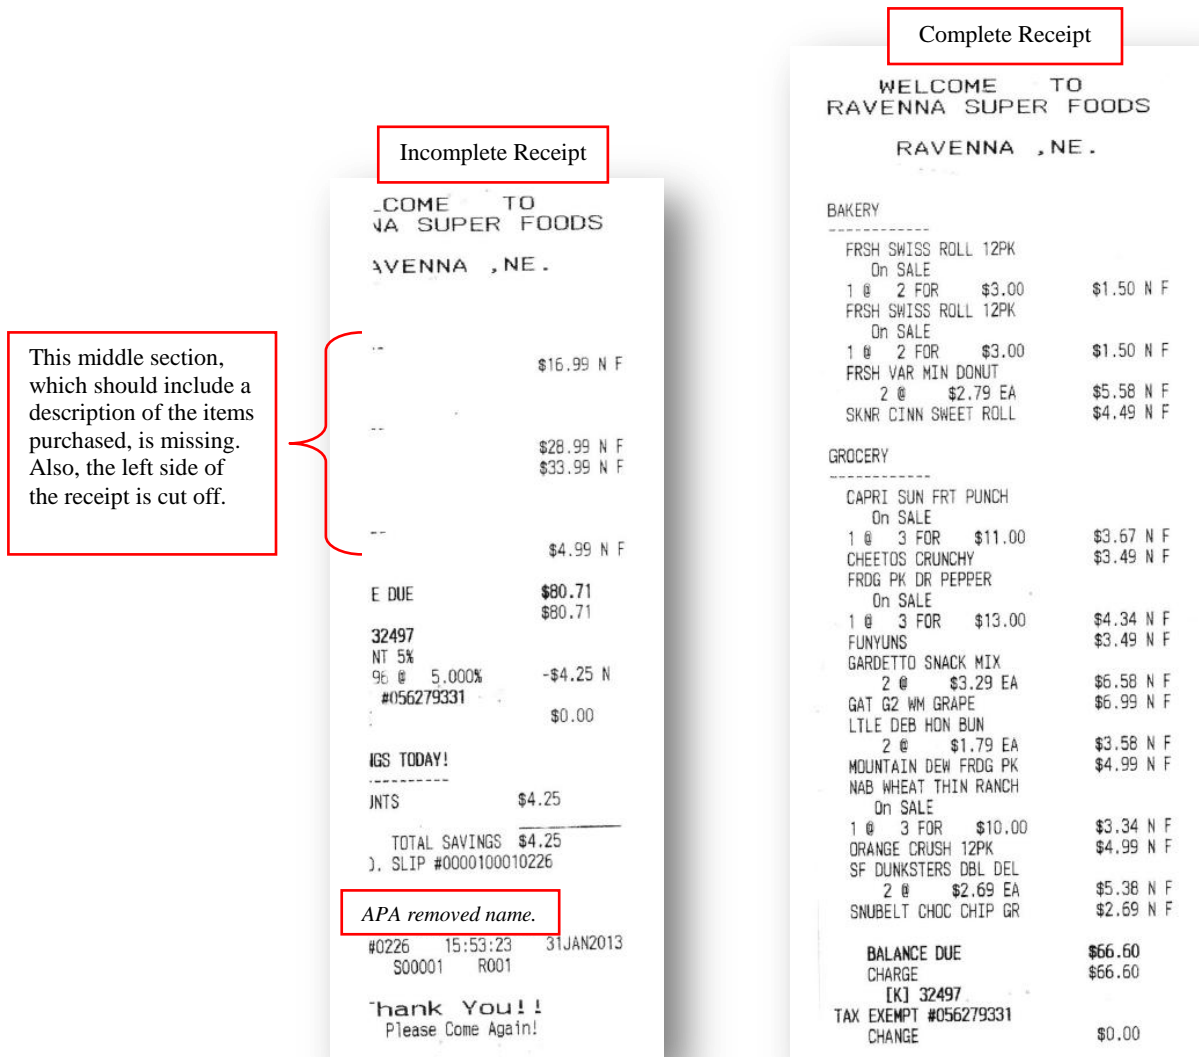 Incomplete Receipt
_COME TO
NA SUPER FOODS
AVENNA ,NE.
This middle section,
which should include a
description of the items
purchased, is missing.
Also, the left side of
the receipt is cut off.
--
$16.99 N F
--
$28.99 N F
$33.99 N F
--
$4.99 N F
E DUE $80.71
$80.71
32497
NT 5%
96 @ 5.000% -$4.25 N
#056279331
$0.00
IGS TODAY!
----------
JNTS $4.25
TOTAL SAVINGS $4.25
). SLIP #0000100010226
APA removed name.
#0226 15:53:23 31JAN2013
S00001 R001
Thank You!!
Please Come Again!
Complete Receipt
WELCOME TO
RAVENNA SUPER FOODS
RAVENNA ,NE.
BAKERY
------------
FRSH SWISS ROLL 12PK
On SALE
1 @ 2 FOR $3.00 $1.50 N F
FRSH SWISS ROLL 12PK
On SALE
1 @ 2 FOR $3.00 $1.50 N F
FRSH VAR MIN DONUT
2 @ $2.79 EA $5.58 N F
SKNR CINN SWEET ROLL $4.49 N F
GROCERY
------------
CAPRI SUN FRT PUNCH
On SALE
1 @ 3 FOR $11.00 $3.67 N F
CHEETOS CRUNCHY $3.49 N F
FRDG PK DR PEPPER
On SALE
1 @ 3 FOR $13.00 $4.34 N F
FUNYUNS $3.49 N F
GARDETTO SNACK MIX
2 @ $3.29 EA $6.58 N F
GAT G2 WM GRAPE $6.99 N F
LTLE DEB HON BUN
2 @ $1.79 EA $3.58 N F
MOUNTAIN DEW FRDG PK $4.99 N F
NAB WHEAT THIN RANCH
On SALE
1 @ 3 FOR $10.00 $3.34 N F
ORANGE CRUSH 12PK $4.99 N F
SF DUNKSTERS DBL DEL
2 @ $2.69 EA $5.38 N F
SNUBELT CHOC CHIP GR $2.69 N F
BALANCE DUE $66.60
CHARGE $66.60
[K] 32497
TAX EXEMPT #056279331
CHANGE $0.00